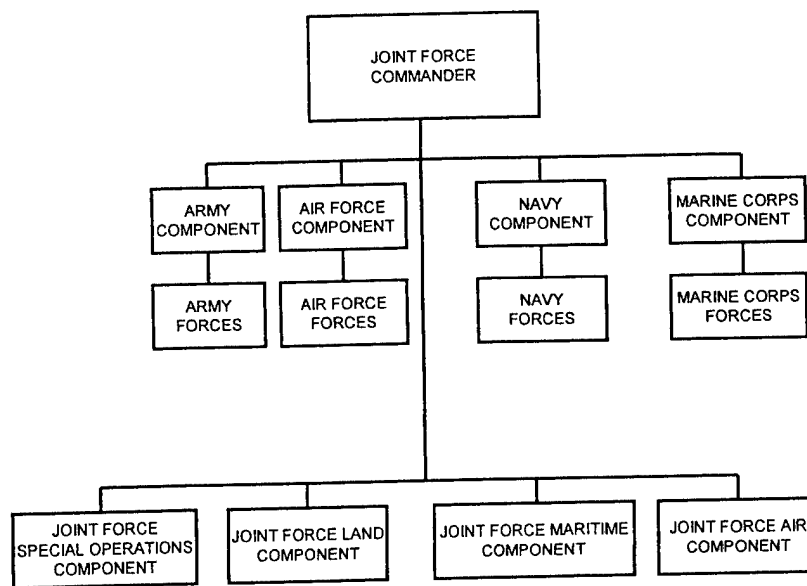 JOINT FORCE
COMMANDER
ARMY
COMPONENT
AIR FORCE
COMPONENT
NAVY
COMPONENT
MARINE CORPS
COMPONENT
ARMY
FORCES
AIR FORCE
FORCES
NAVY
FORCES
MARINE CORPS
FORCES
JOINT FORCE
SPECIAL OPERATIONS
COMPONENT
JOINT FORCE LAND
COMPONENT
JOINT FORCE MARITIME
COMPONENT
JOINT FORCE AIR
COMPONENT